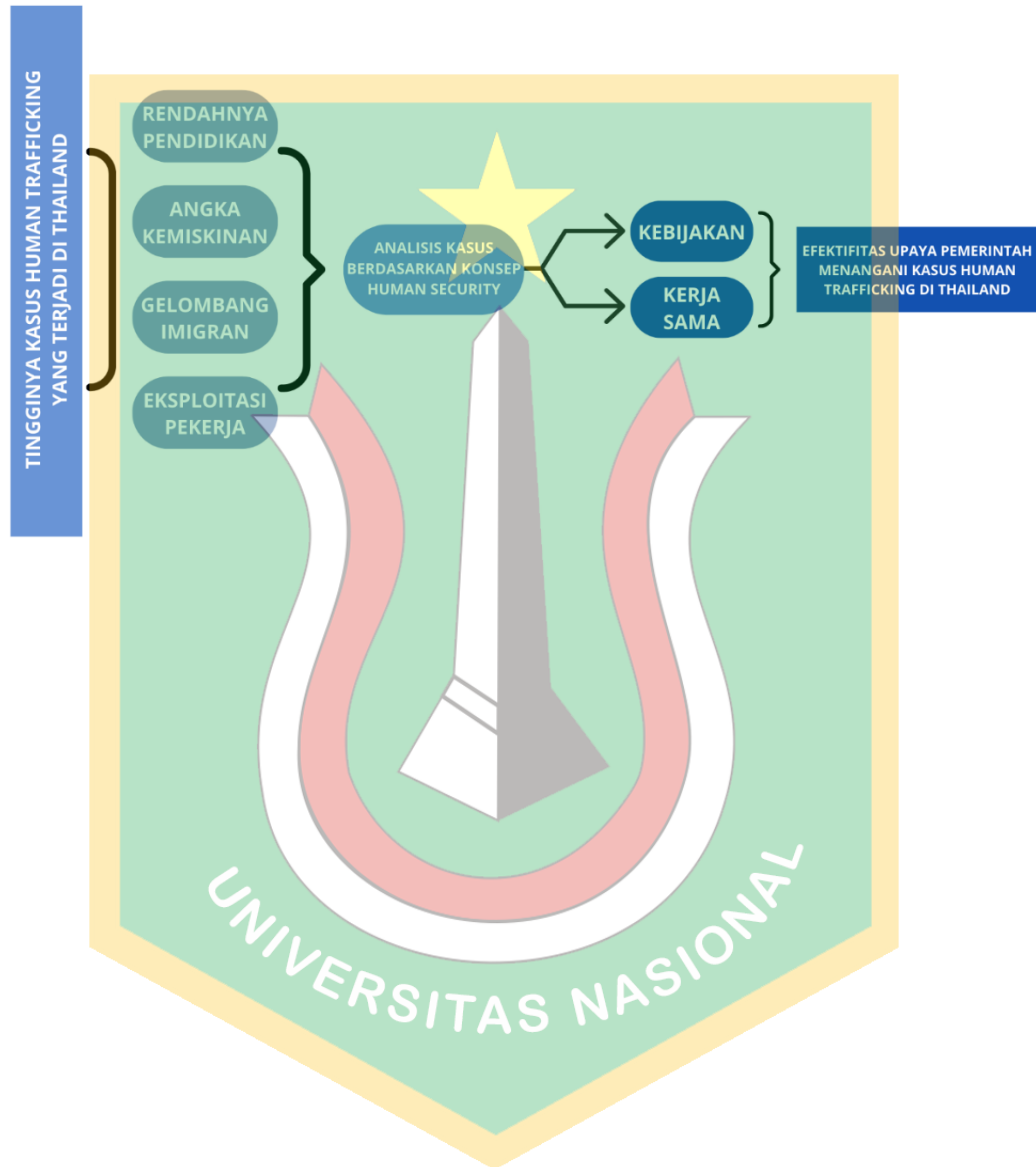 TINGGINYA KASUS HUMAN TRAFFICKING
YANG TERJADI DI THAILAND
RENDAHNYA
PENDIDIKAN
ANGKA
KEMISKINAN
GELOMBANG
IMIGRAN
EKSPLOITASI
PEKERJA
ANALISIS KASUS
BERDASARKAN KONSEP
HUMAN SECURITY
KEBIJAKAN
KERJA
SAMA
EFEKTIFITAS UPAYA PEMERINTAH
MENANGANI KASUS HUMAN
TRAFFICKING DI THAILAND
UNIVERSITAS NASIONAL